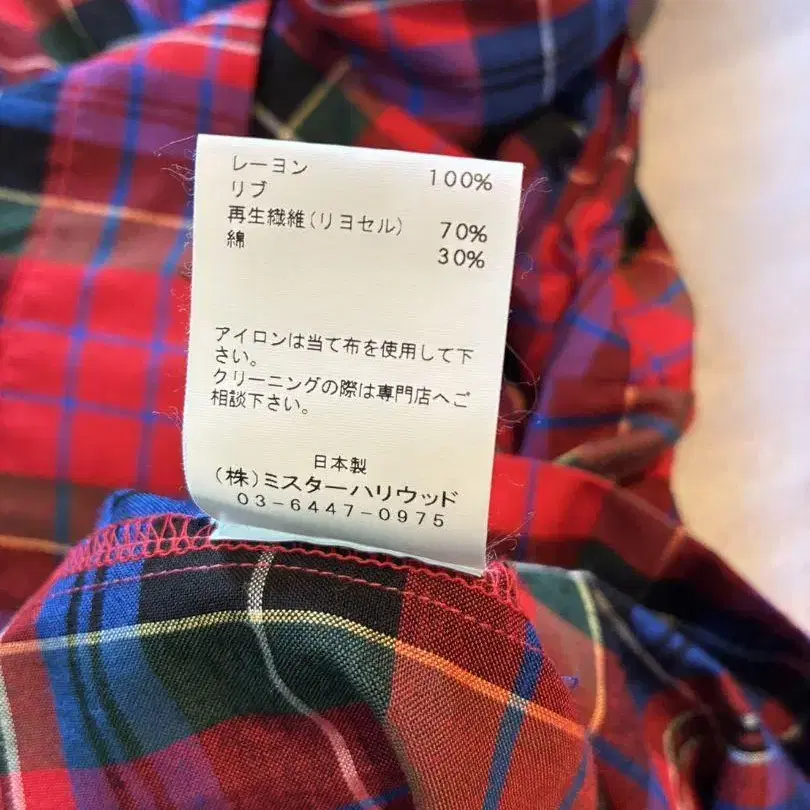 レーヨン 100%
リブ
再生繊維(リヨセル) 70%
綿 30%
アイロンは当て布を使用して下
さい。
クリーニングの際は専門店へご
相談下さい。
日本製
(株)ミスターハリウッド
03-6447-0975